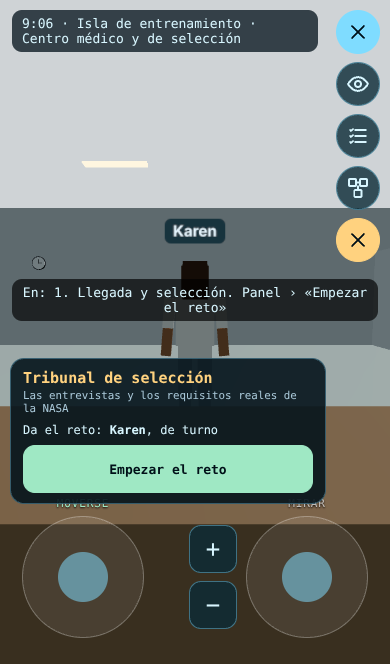 9:06 · Isla de entrenamiento ·
Centro médico y de selección
Karen
En: 1. Llegada y selección. Panel › «Empezar
el reto»
Tribunal de selección
Las entrevistas y los requisitos reales de
la NASA
Da el reto: Karen, de turno
Empezar el reto
MOVERSE
MIRAR
+
−